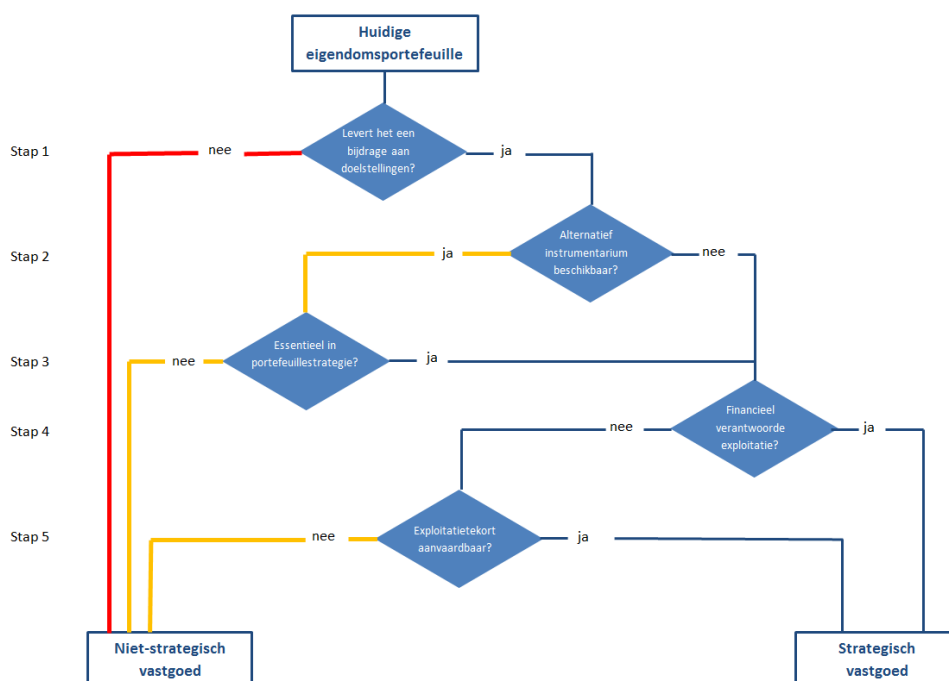 Huidige
eigendomsportefeuille
Stap 1
nee
Levert het een
bijdrage aan
doelstellingen?
ja
Stap 2
ja
Alternatief
instrumentarium
beschikbaar?
nee
Stap 3
nee
Essentieel in
portefeuillestrategie?
ja
Stap 4
nee
Financieel
verantwoorde
exploitatie?
ja
Stap 5
nee
Exploitatietekort
aanvaardbaar?
ja
Niet-strategisch
vastgoed
Strategisch
vastgoed